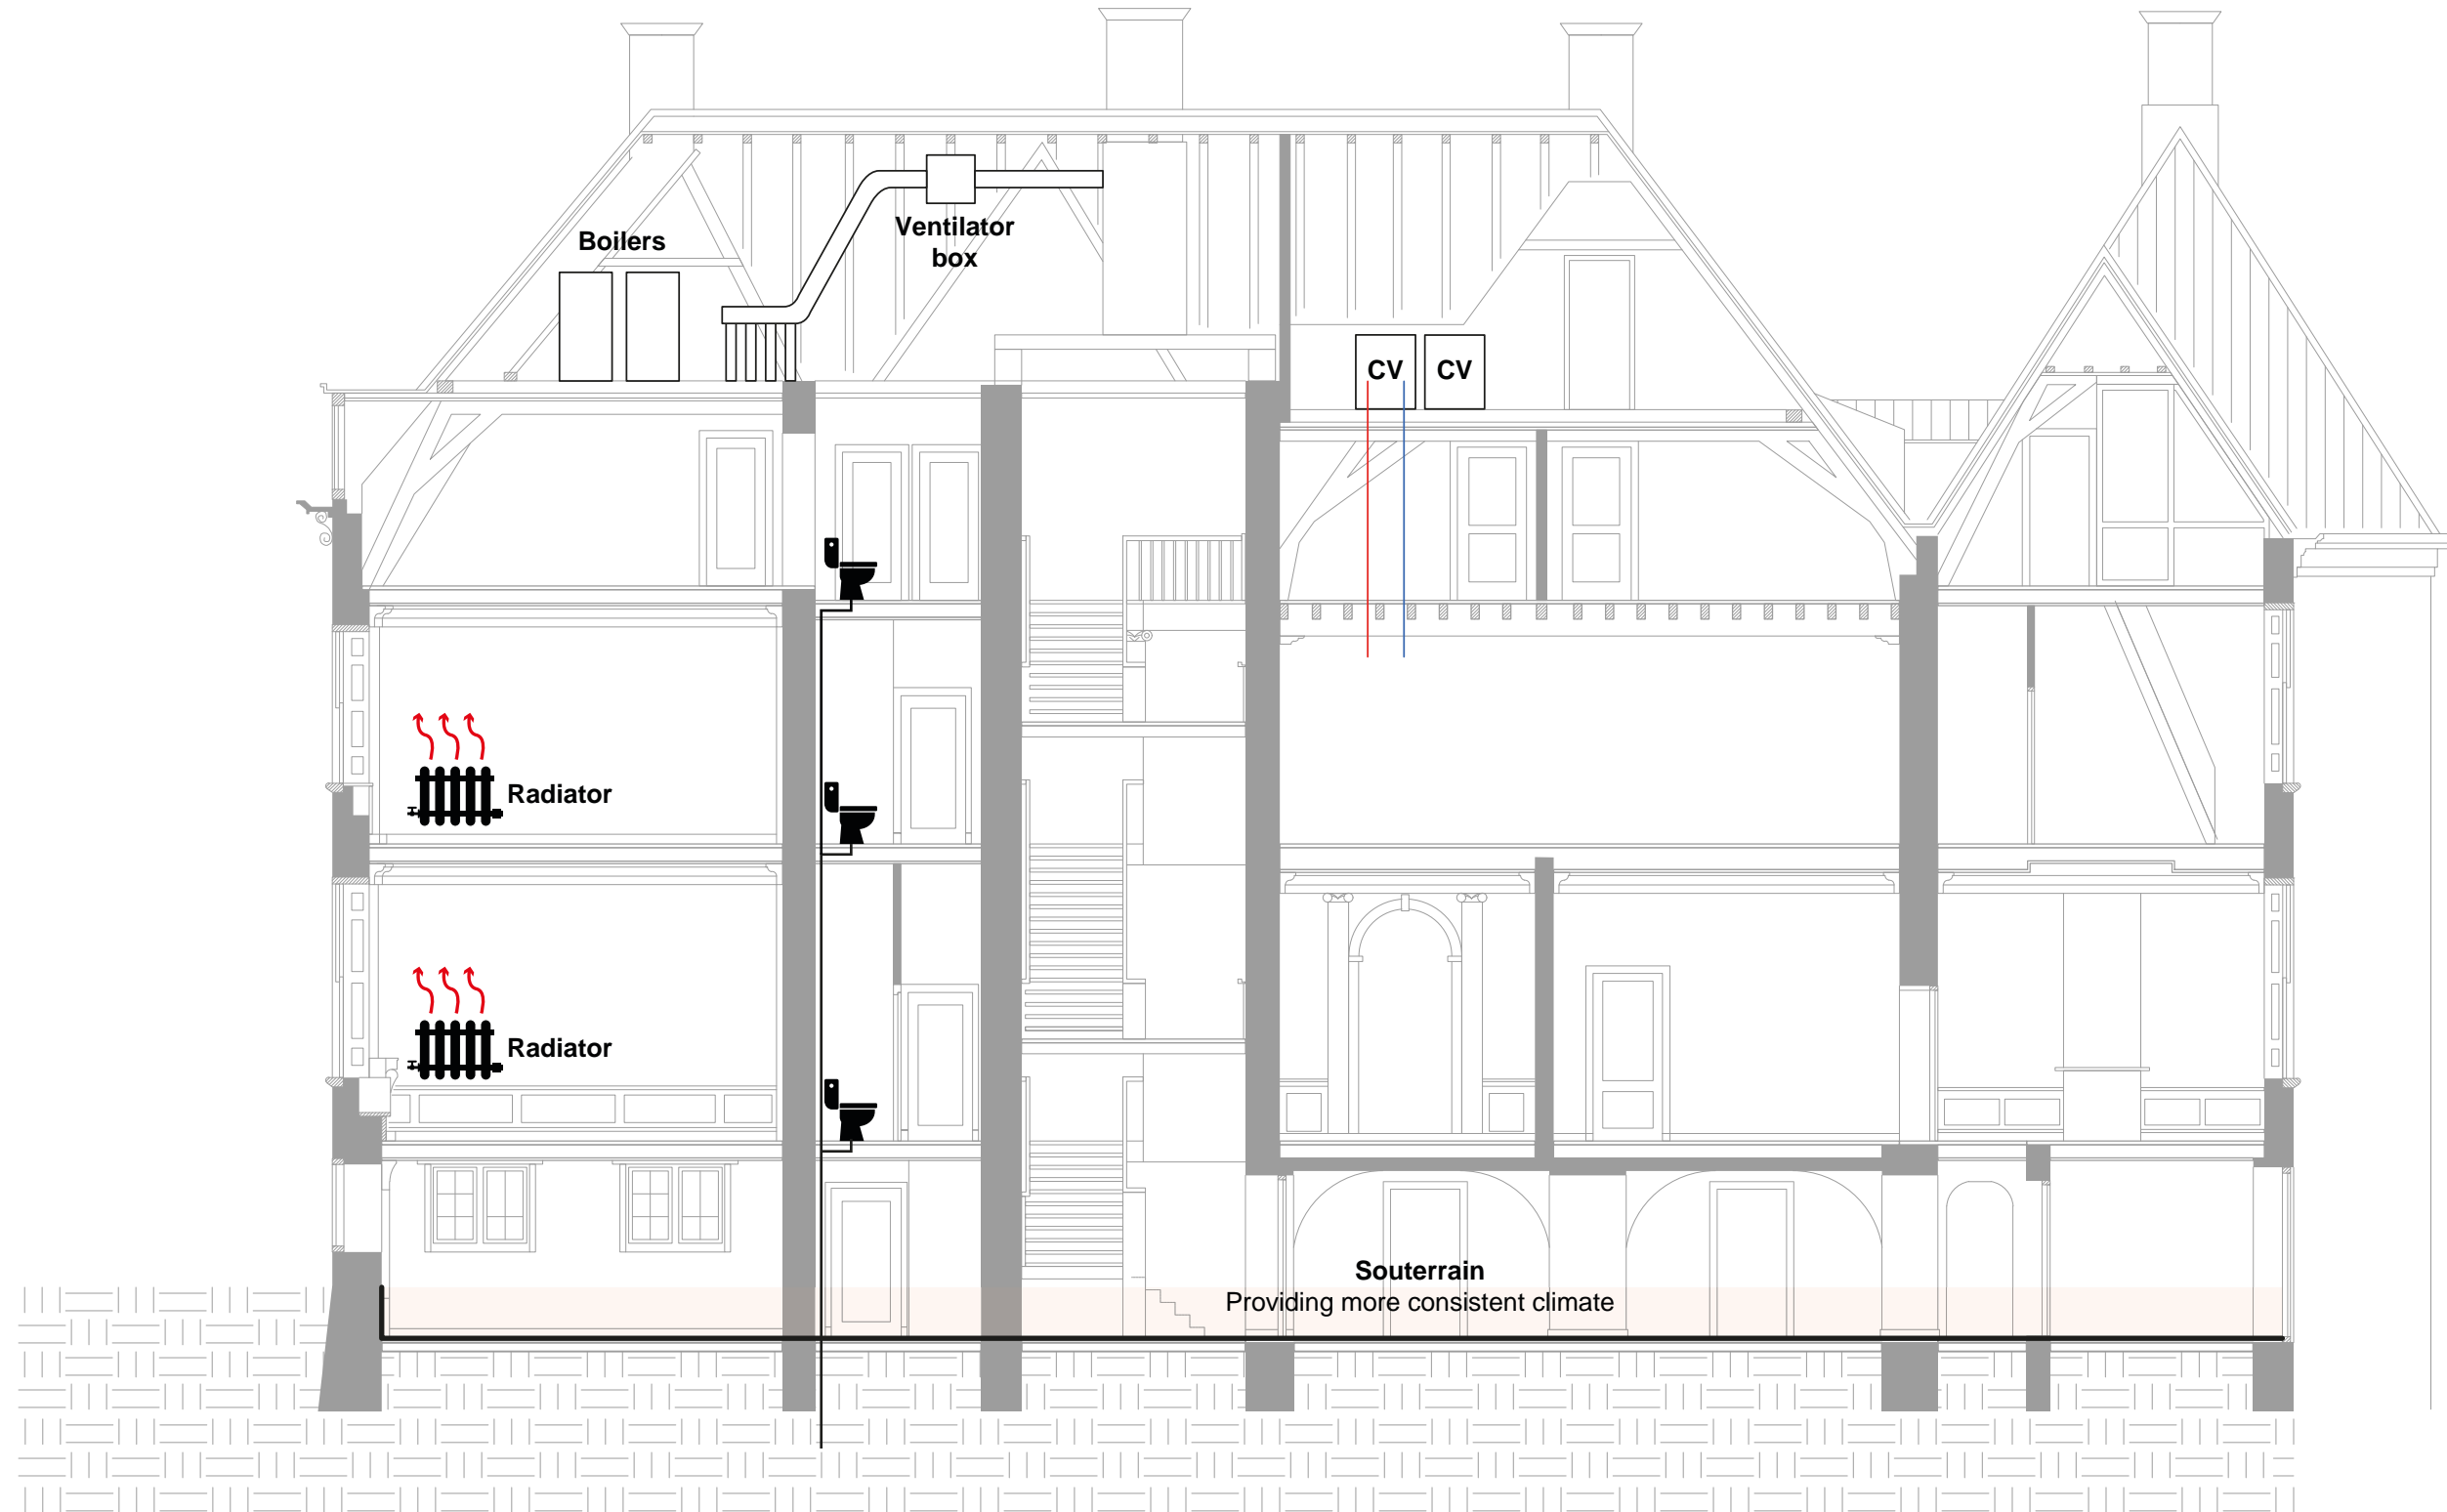 Boilers
Ventilator
box
CV
CV
Radiator
Radiator
Souterrain
Providing more consistent climate